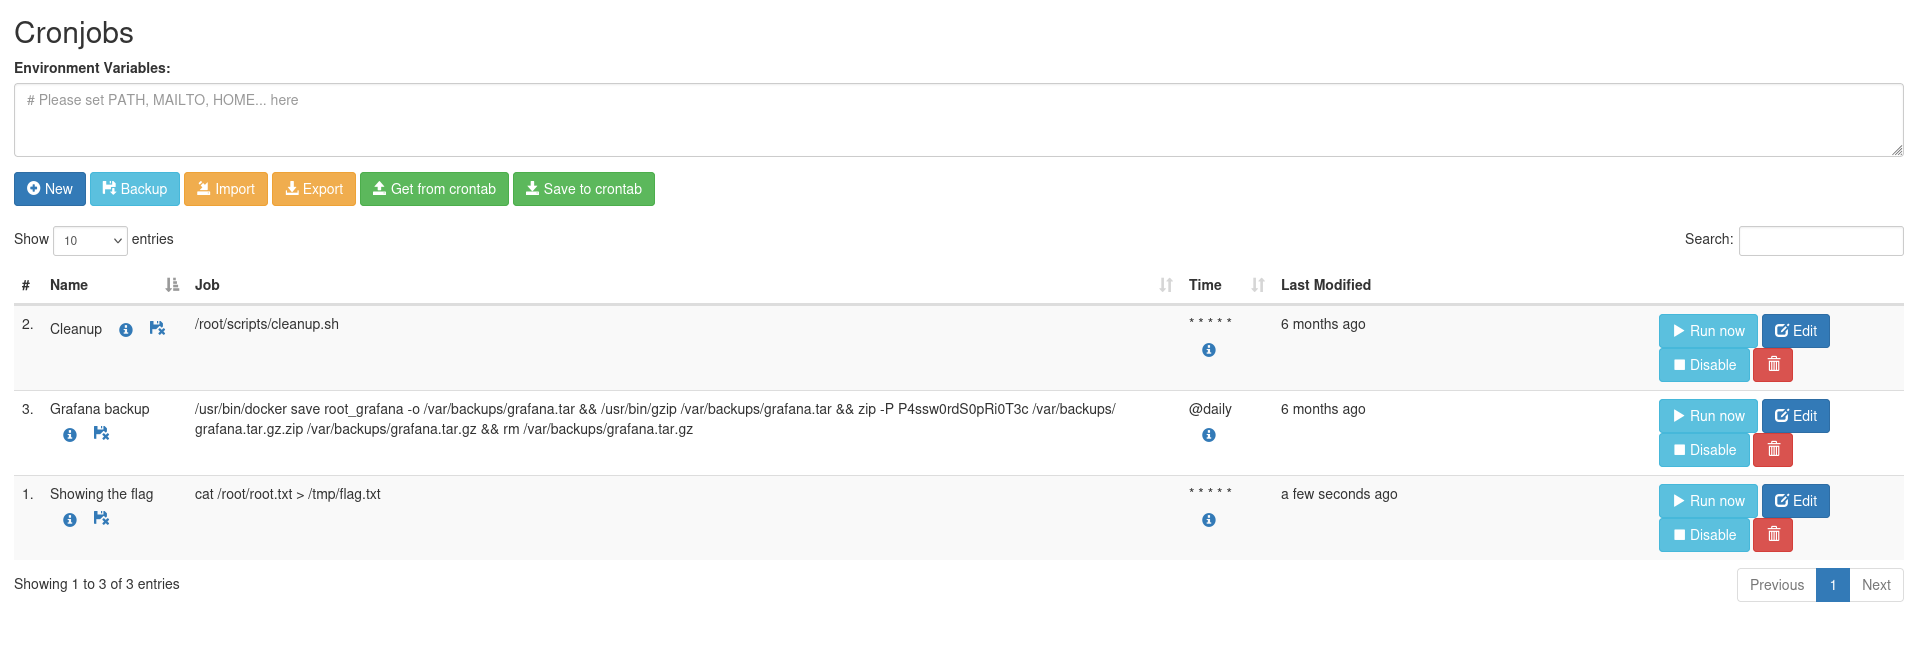 Cronjobs
Environment Variables:
# Please set PATH, MAILTO, HOME... here
New Backup Import Export Get from crontab Save to crontab
Show 10 entries Search:
# Name Job Time Last Modified
2. Cleanup /root/scripts/cleanup.sh * * * * * 6 months ago Run now Edit
Disable
3. Grafana backup /usr/bin/docker save root_grafana -o /var/backups/grafana.tar && /usr/bin/gzip /var/backups/grafana.tar && zip -P P4ssw0rdS0pRi0T3c /var/backups/ @daily 6 months ago Run now Edit
grafana.tar.gz.zip /var/backups/grafana.tar.gz && rm /var/backups/grafana.tar.gz
Disable
1. Showing the flag cat /root/root.txt > /tmp/flag.txt * * * * * a few seconds ago Run now Edit
Disable
Showing 1 to 3 of 3 entries Previous 1 Next